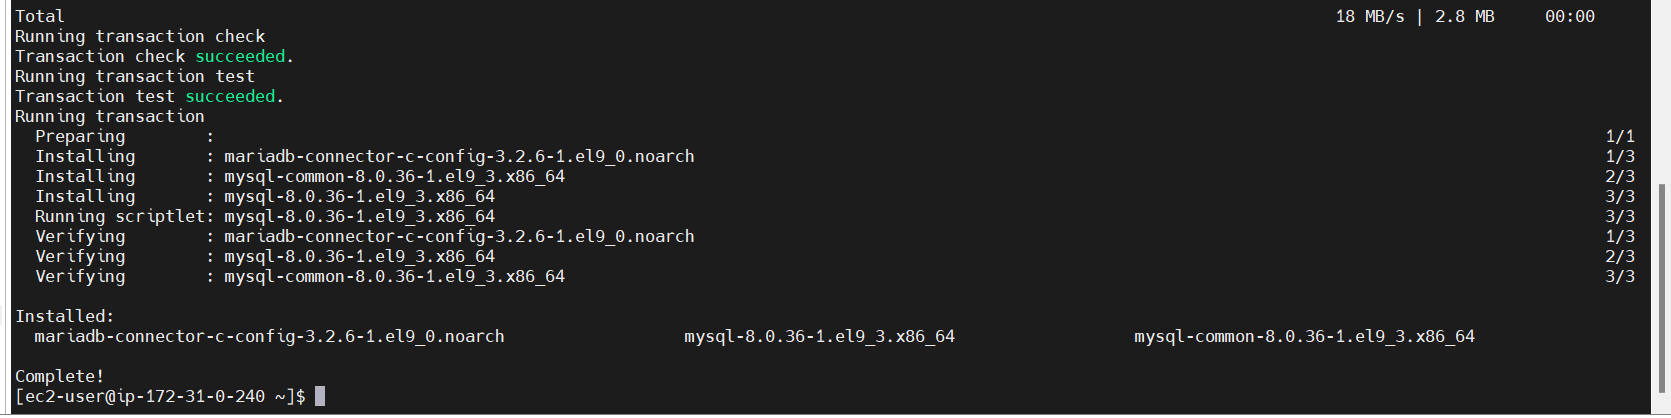 Total 18 MB/s | 2.8 MB 00:00
Running transaction check
Transaction check succeeded.
Running transaction test
Transaction test succeeded.
Running transaction
Preparing : 1/1
Installing : mariadb-connector-c-config-3.2.6-1.el9_0.noarch 1/3
Installing : mysql-common-8.0.36-1.el9_3.x86_64 2/3
Installing : mysql-8.0.36-1.el9_3.x86_64 3/3
Running scriptlet: mysql-8.0.36-1.el9_3.x86_64 3/3
Verifying : mariadb-connector-c-config-3.2.6-1.el9_0.noarch 1/3
Verifying : mysql-8.0.36-1.el9_3.x86_64 2/3
Verifying : mysql-common-8.0.36-1.el9_3.x86_64 3/3
Installed:
mariadb-connector-c-config-3.2.6-1.el9_0.noarch mysql-8.0.36-1.el9_3.x86_64 mysql-common-8.0.36-1.el9_3.x86_64
Complete!
[ec2-user@ip-172-31-0-240 ~]$